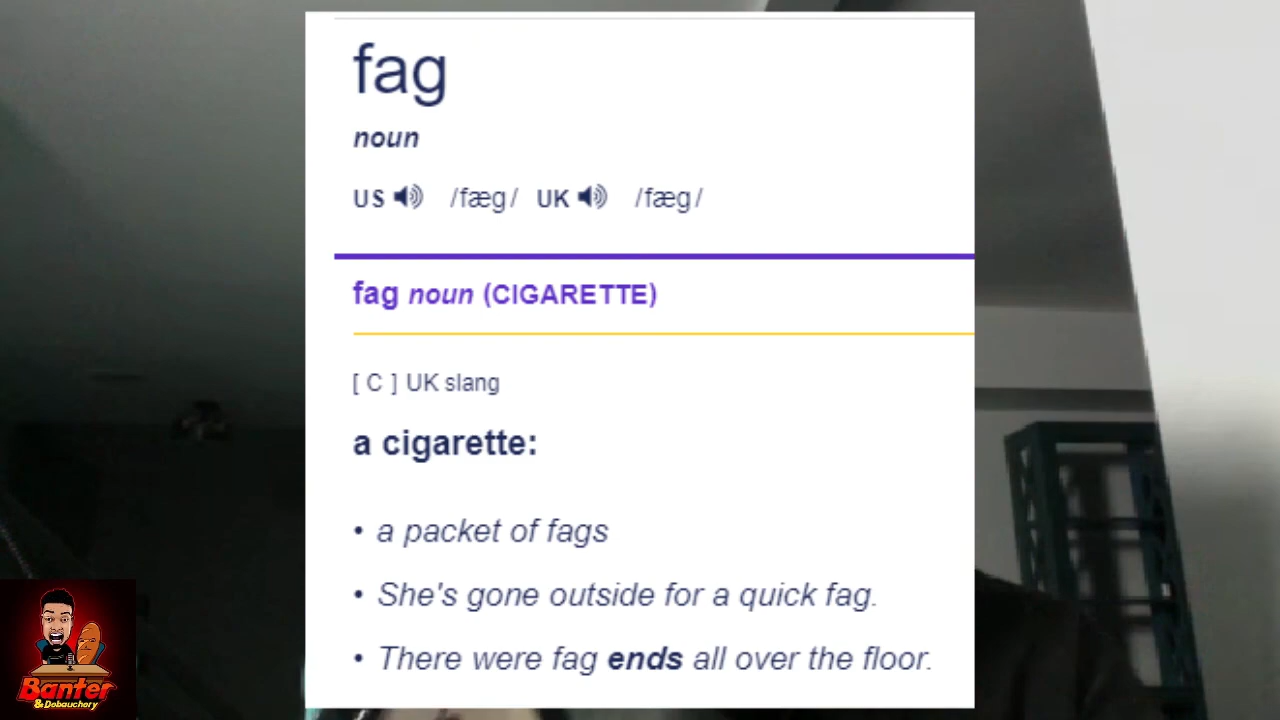 fag
noun
US /fæg/ UK /fæg/
fag noun (CIGARETTE)
[ C ] UK slang
a cigarette:
• a packet of fags
• She's gone outside for a quick fag.
• There were fag ends all over the floor.
Banter
& Debauchery